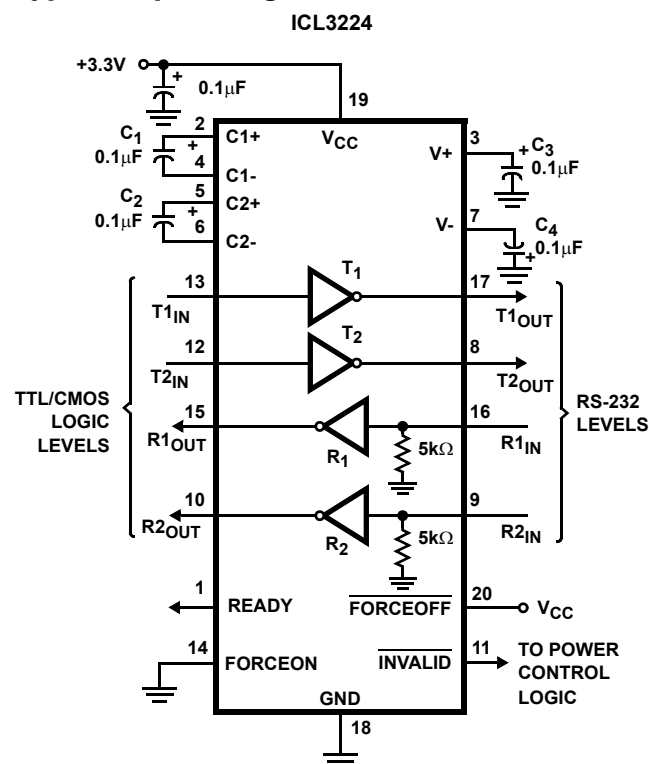 ICL3224
+3.3V
+
0.1μF
19
2
C1+
VCC
3
C1
0.1μF
+
4
C1-
V+
+
C3
0.1μF
5
C2
0.1μF
C2+
+
6
C2-
7
V-
C4
0.1μF
+
13
T1IN
T1
17
T1OUT
12
T2IN
T2
8
T2OUT
TTL/CMOS
LOGIC
LEVELS
RS-232
LEVELS
15
R1OUT
R1
5kΩ
16
R1IN
10
R2OUT
R2
5kΩ
9
R2IN
1
READY
FORCEOFF
20
VCC
14
FORCEON
INVALID
11
TO POWER
CONTROL
LOGIC
GND
18